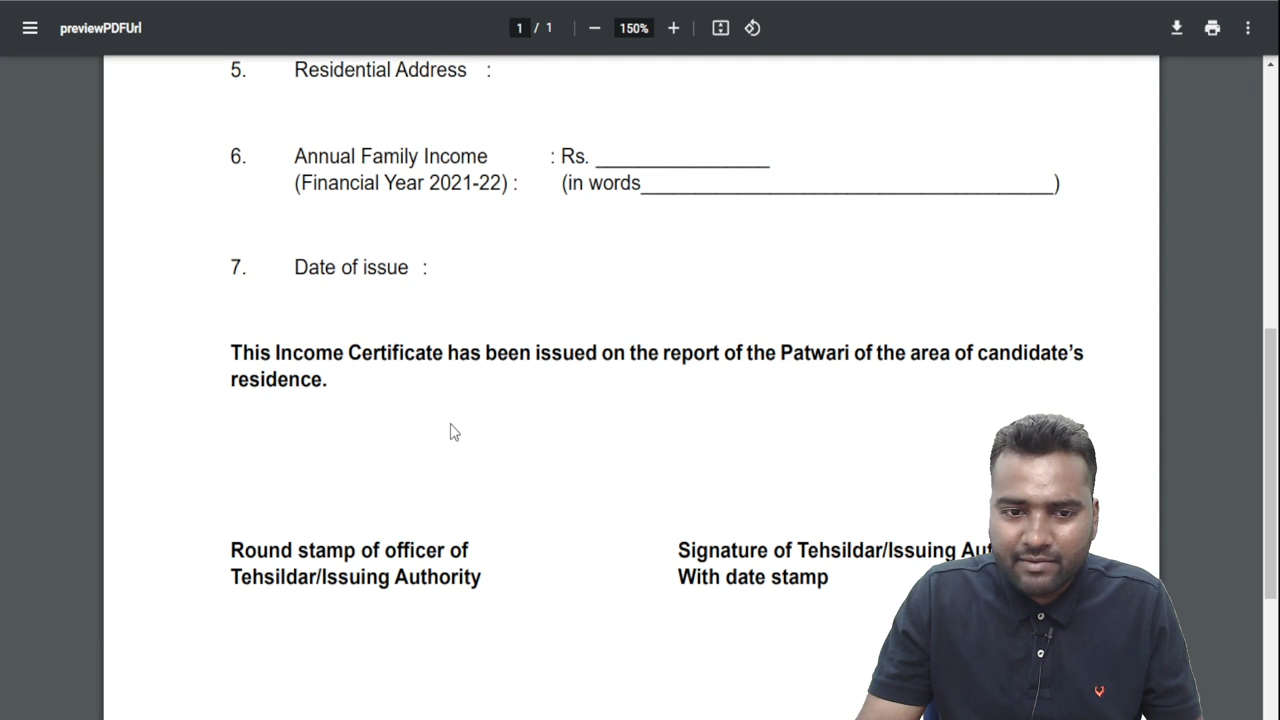 previewPDFUrl 1 / 1 150%
5. Residential Address :
6. Annual Family Income : Rs. ________________
(Financial Year 2021-22) : (in words______________________________________)
7. Date of issue :
This Income Certificate has been issued on the report of the Patwari of the area of candidate’s
residence.
Round stamp of officer of Signature of Tehsildar/Issuing
Tehsildar/Issuing Authority With date stamp